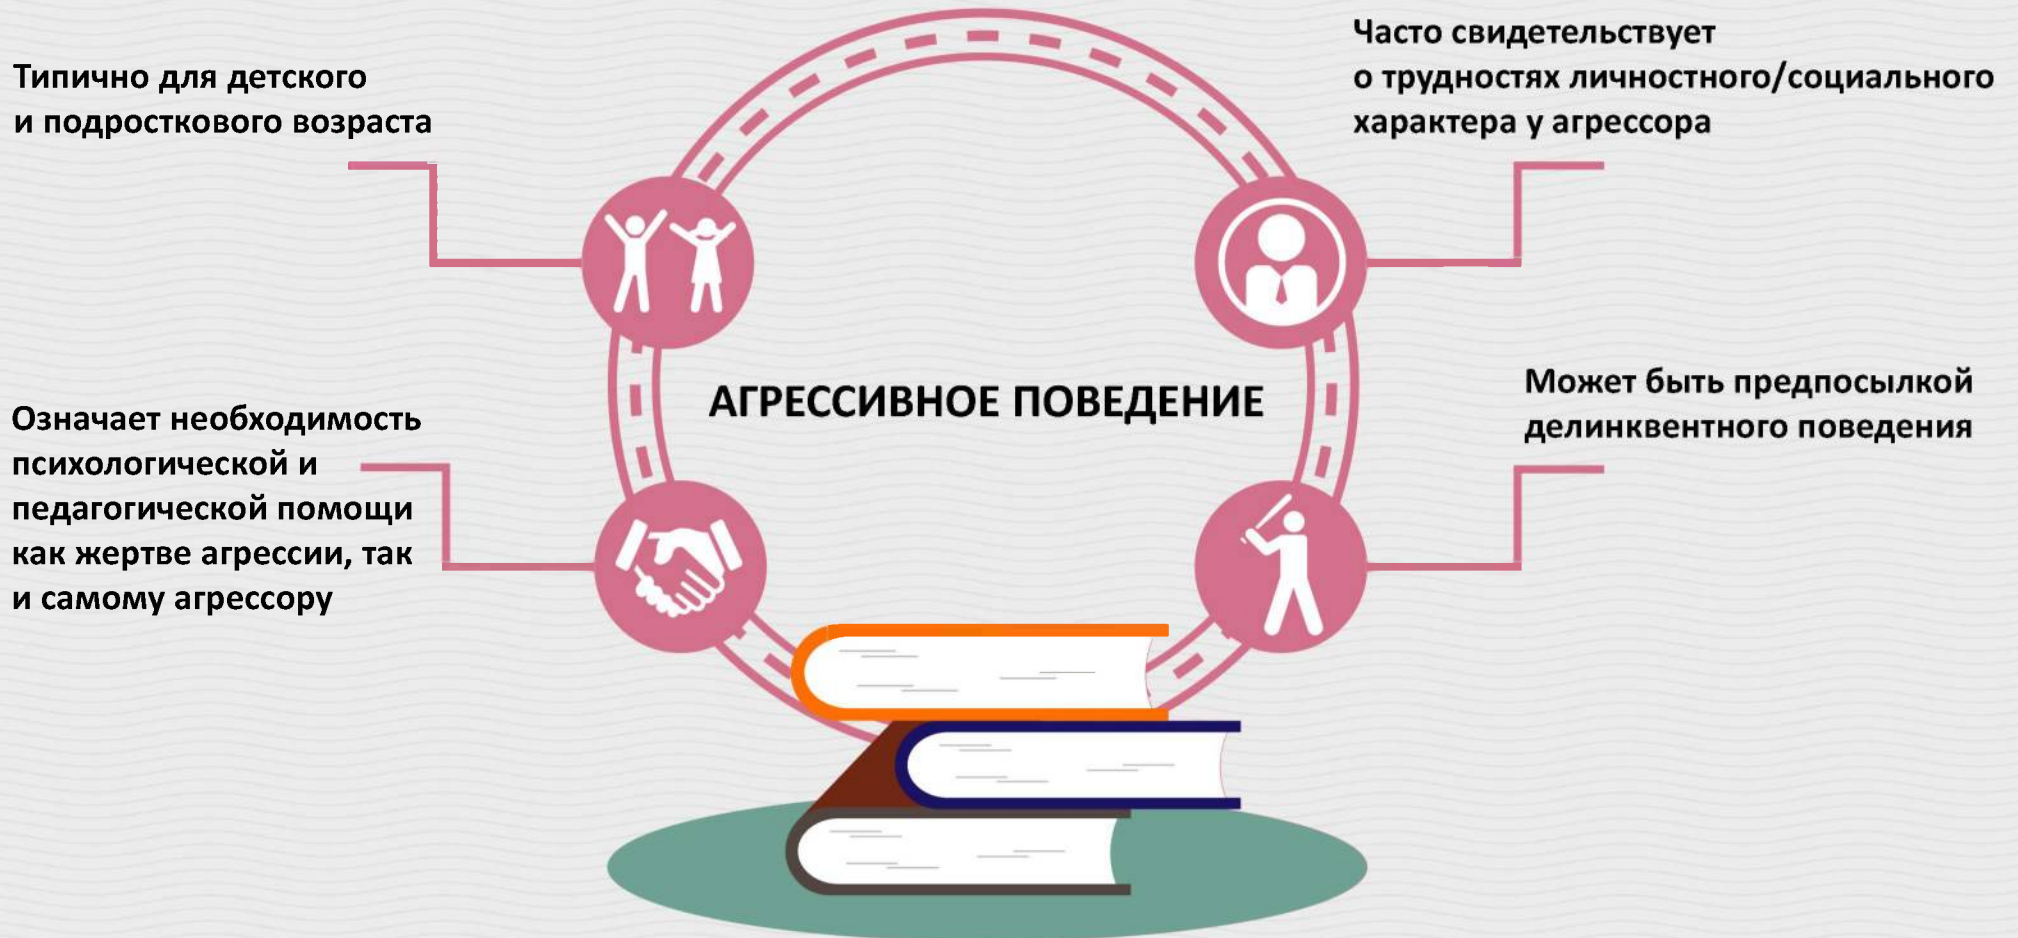 Типично для детского
и подросткового возраста
Часто свидетельствует
о трудностях личностного/социального
характера у агрессора
АГРЕССИВНОЕ ПОВЕДЕНИЕ
Означает необходимость
психологической и
педагогической помощи
как жертве агрессии, так
и самому агрессору
Может быть предпосылкой
делинквентного поведения